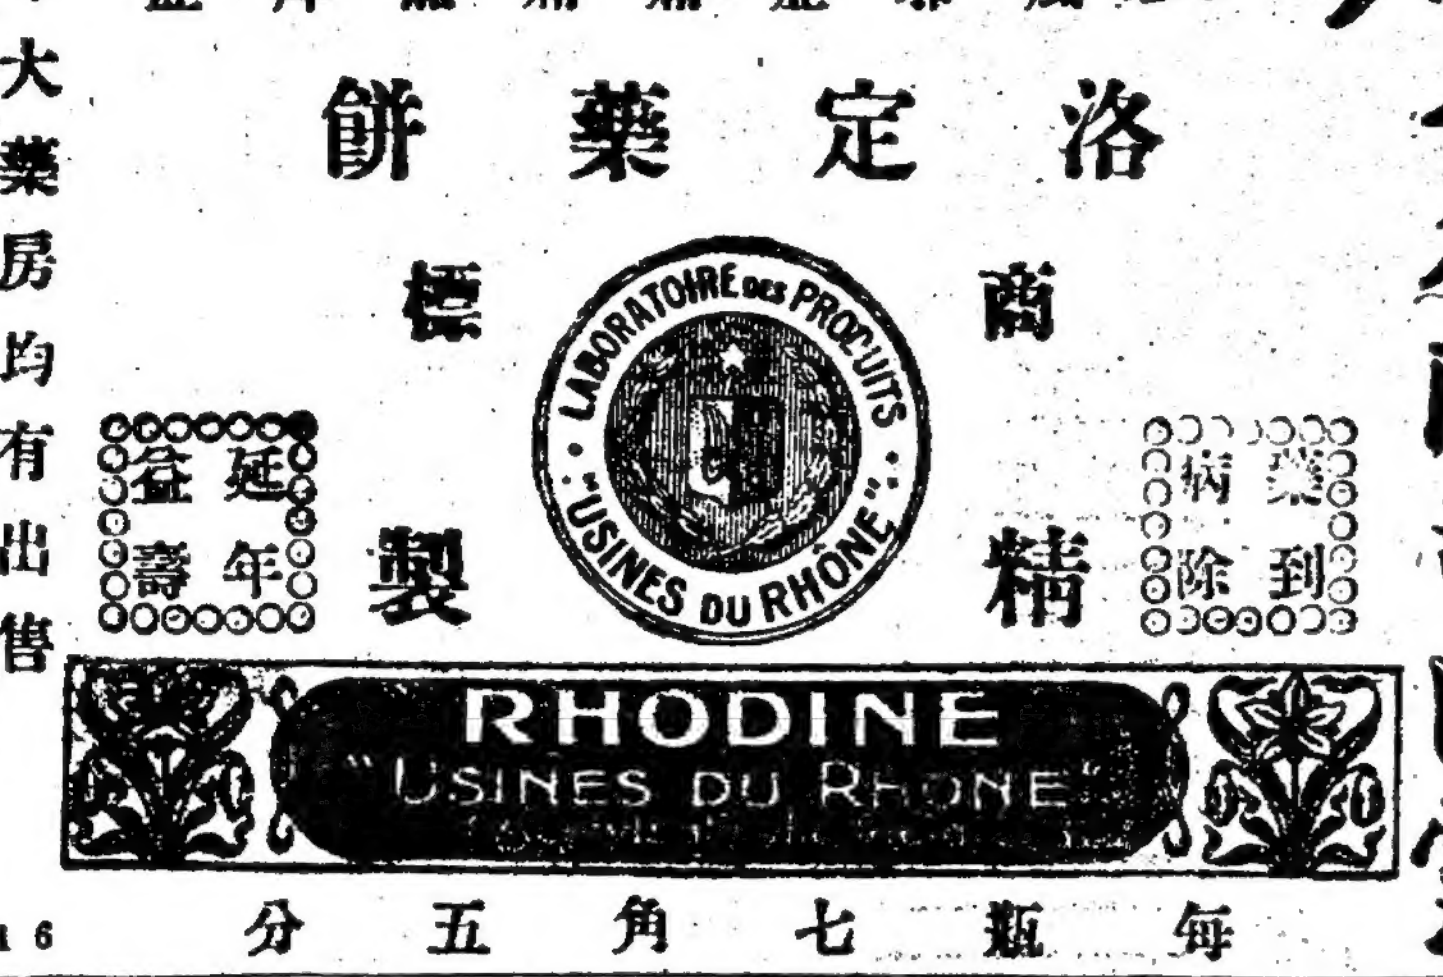 洛定藥餅
商標
LABORATOIRE DES PRODUITS
"USINES DU RHÔNE"
精製
藥到
病除
延年
益壽
RHODINE
"USINES DU RHONE"
每瓶七角五分
大藥房均有出售